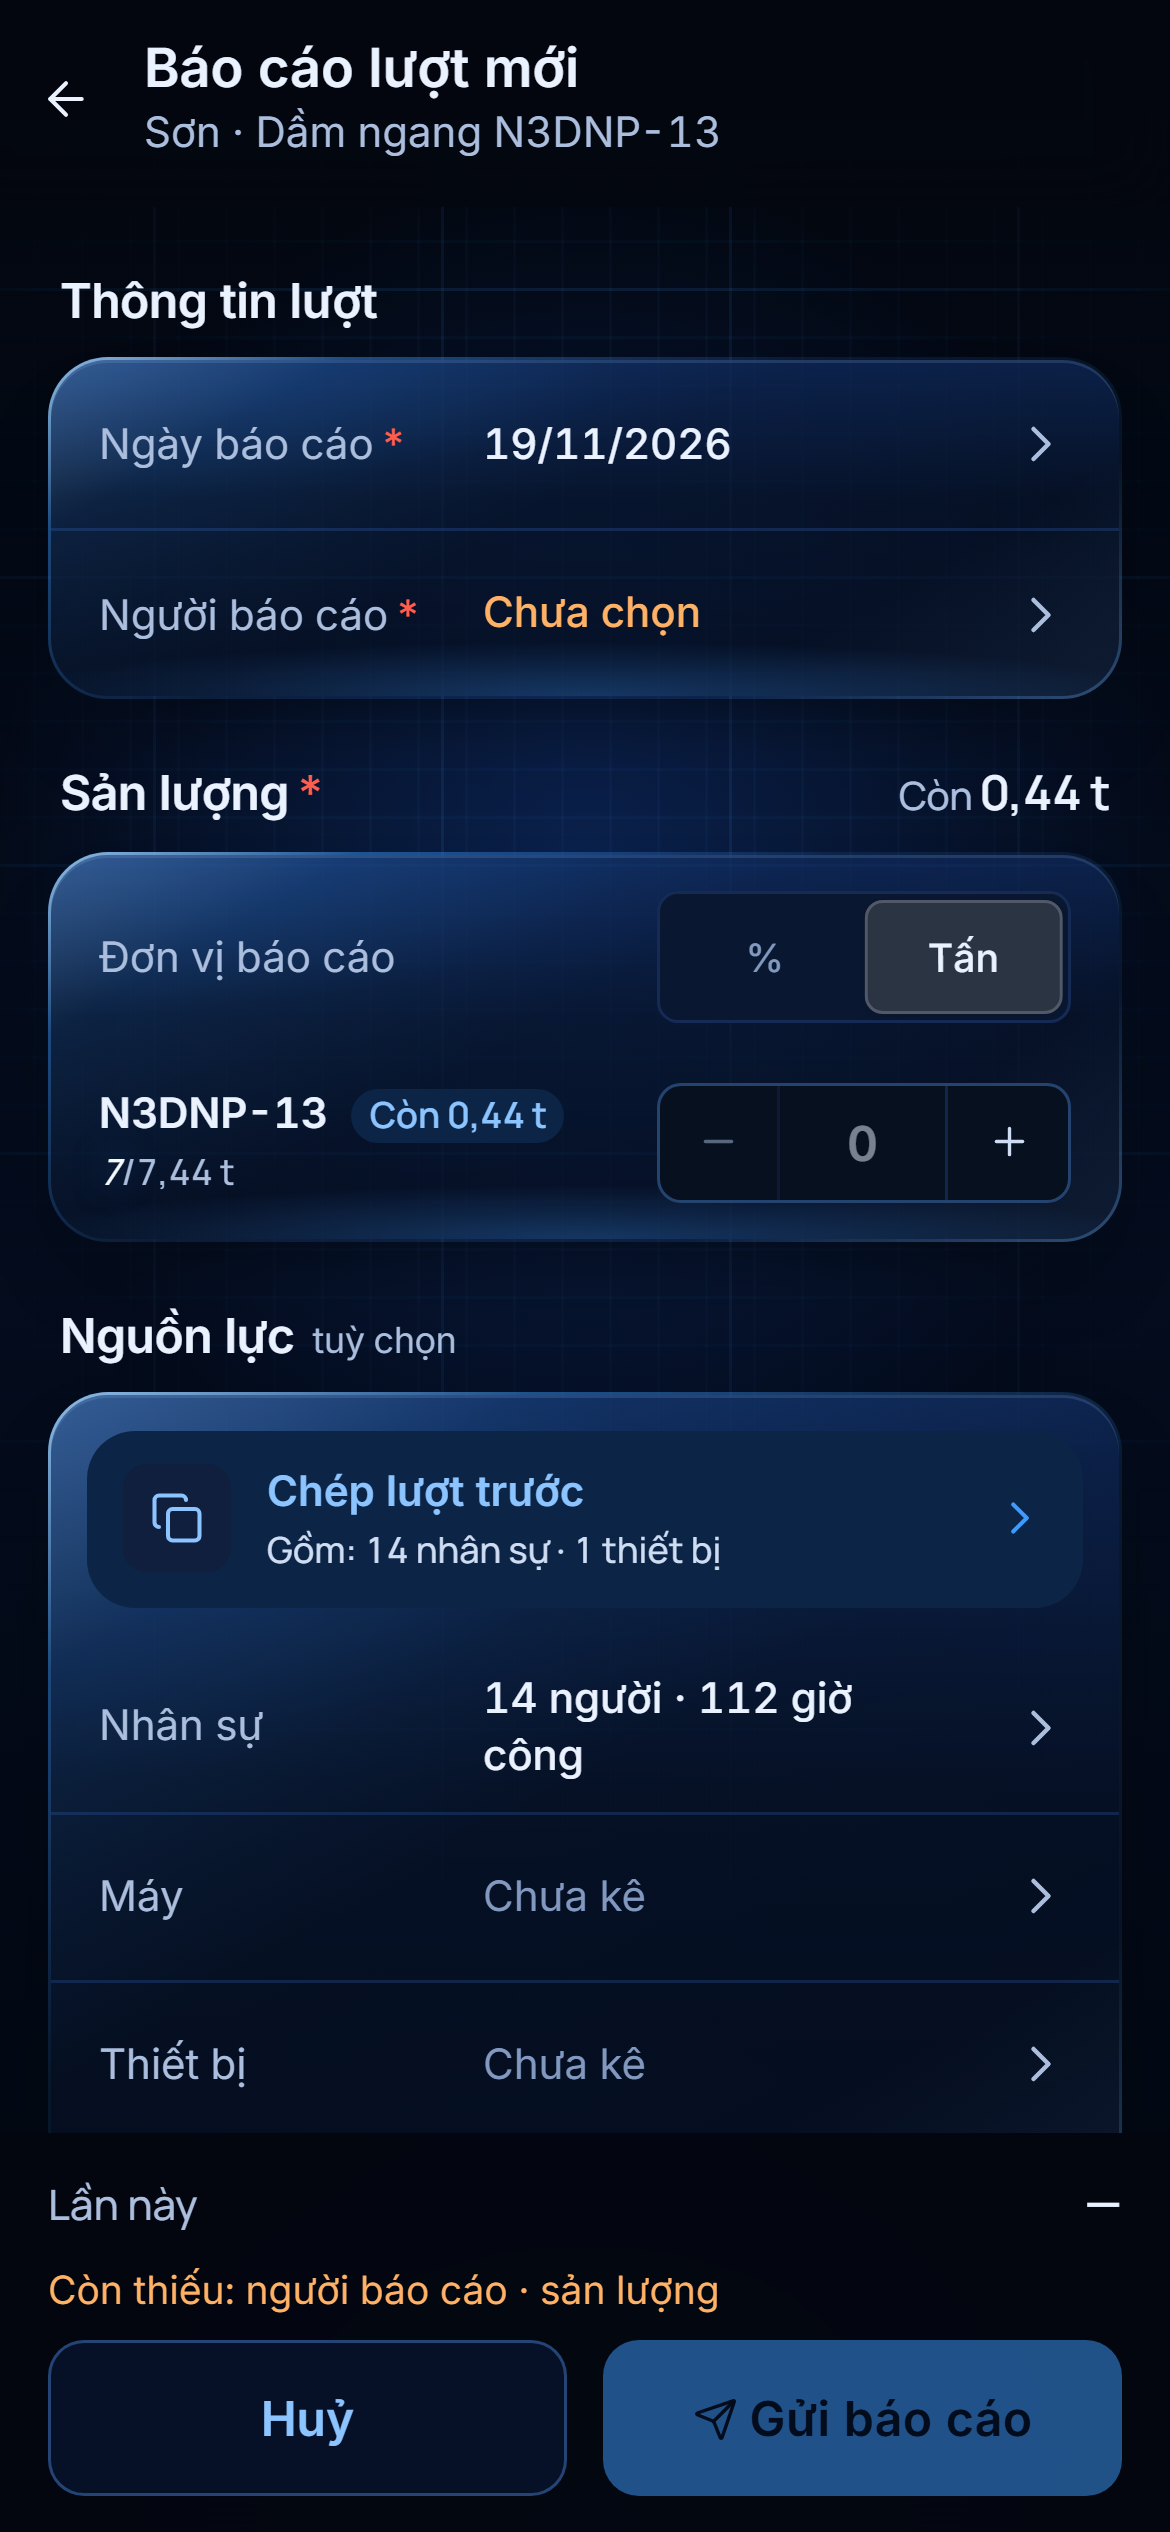 Báo cáo lượt mới
Sơn · Dầm ngang N3DNP-13
Thông tin lượt
Ngày báo cáo * 19/11/2026
Người báo cáo * Chưa chọn
Sản lượng * Còn 0,44 t
Đơn vị báo cáo % Tấn
N3DNP-13 Còn 0,44 t
7/7,44 t
− 0 +
Nguồn lực tuỳ chọn
Chép lượt trước
Gồm: 14 nhân sự · 1 thiết bị
Nhân sự 14 người · 112 giờ
công
Máy Chưa kê
Thiết bị Chưa kê
Lần này —
Còn thiếu: người báo cáo · sản lượng
Huỷ Gửi báo cáo